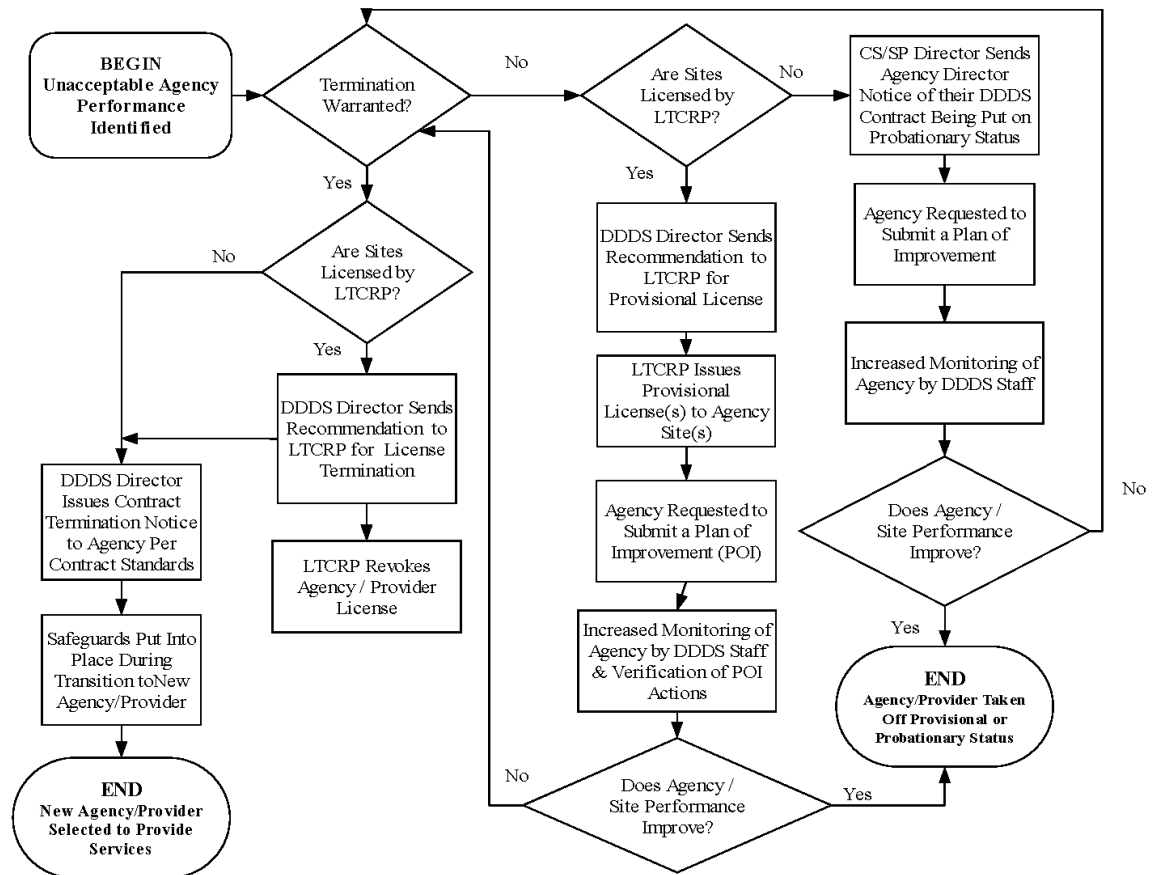 BEGIN
Unacceptable Agency
Performance
Identified
Termination
Warranted?
No
Are Sites
Licensed by
LTCRP?
No
CS/SP Director Sends
Agency Director
Notice of their DDDS
Contract Being Put on
Probationary Status
Yes
Yes
Agency Requested to
Submit a Plan of
Improvement
No
Are Sites
Licensed by
LTCRP?
DDDS Director Sends
Recommendation to
LTCRP for
Provisional License
Increased Monitoring of
Agency by DDDS Staff
Yes
DDDS Director Sends
Recommendation to
LTCRP for License
Termination
LTCRP Issues
Provisional
License(s) to Agency
Site(s)
DDDS Director
Issues Contract
Termination Notice
to Agency Per
Contract Standards
Agency Requested to
Submit a Plan of
Improvement (POI)
Does Agency /
Site Performance
Improve?
No
LTCRP Revokes
Agency / Provider
License
Safeguards Put Into
Place During
Transition toNew
Agency/Provider
Increased Monitoring of
Agency by DDDS Staff
& Verification of POI
Actions
Yes
END
Agency/Provider Taken
Off Provisional or
Probationary Status
END
New Agency/Provider
Selected to Provide
Services
No
Does Agency /
Site Performance
Improve?
Yes